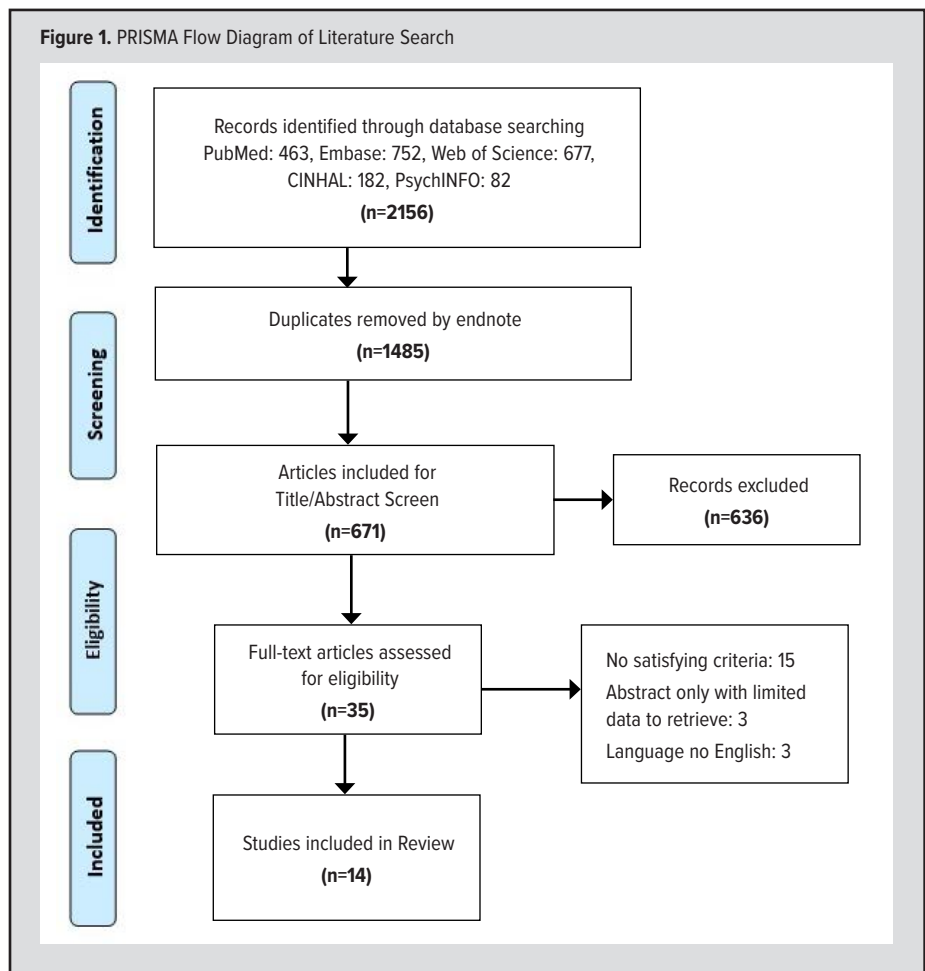 Figure 1. PRISMA Flow Diagram of Literature Search
Identification
Records identified through database searching
PubMed: 463, Embase: 752, Web of Science: 677,
CINHAL: 182, PsychINFO: 82
(n=2156)
Screening
Duplicates removed by endnote
(n=1485)
Articles included for
Title/Abstract Screen
(n=671)
Records excluded
(n=636)
Eligibility
Full-text articles assessed
for eligibility
(n=35)
No satisfying criteria: 15
Abstract only with limited
data to retrieve: 3
Language no English: 3
Included
Studies included in Review
(n=14)